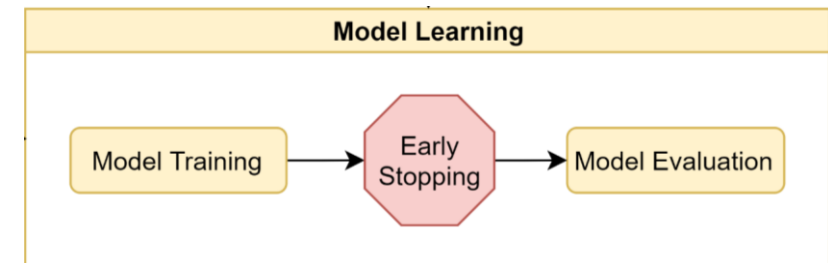 Model Learning
Model Training
Early
Stopping
Model Evaluation